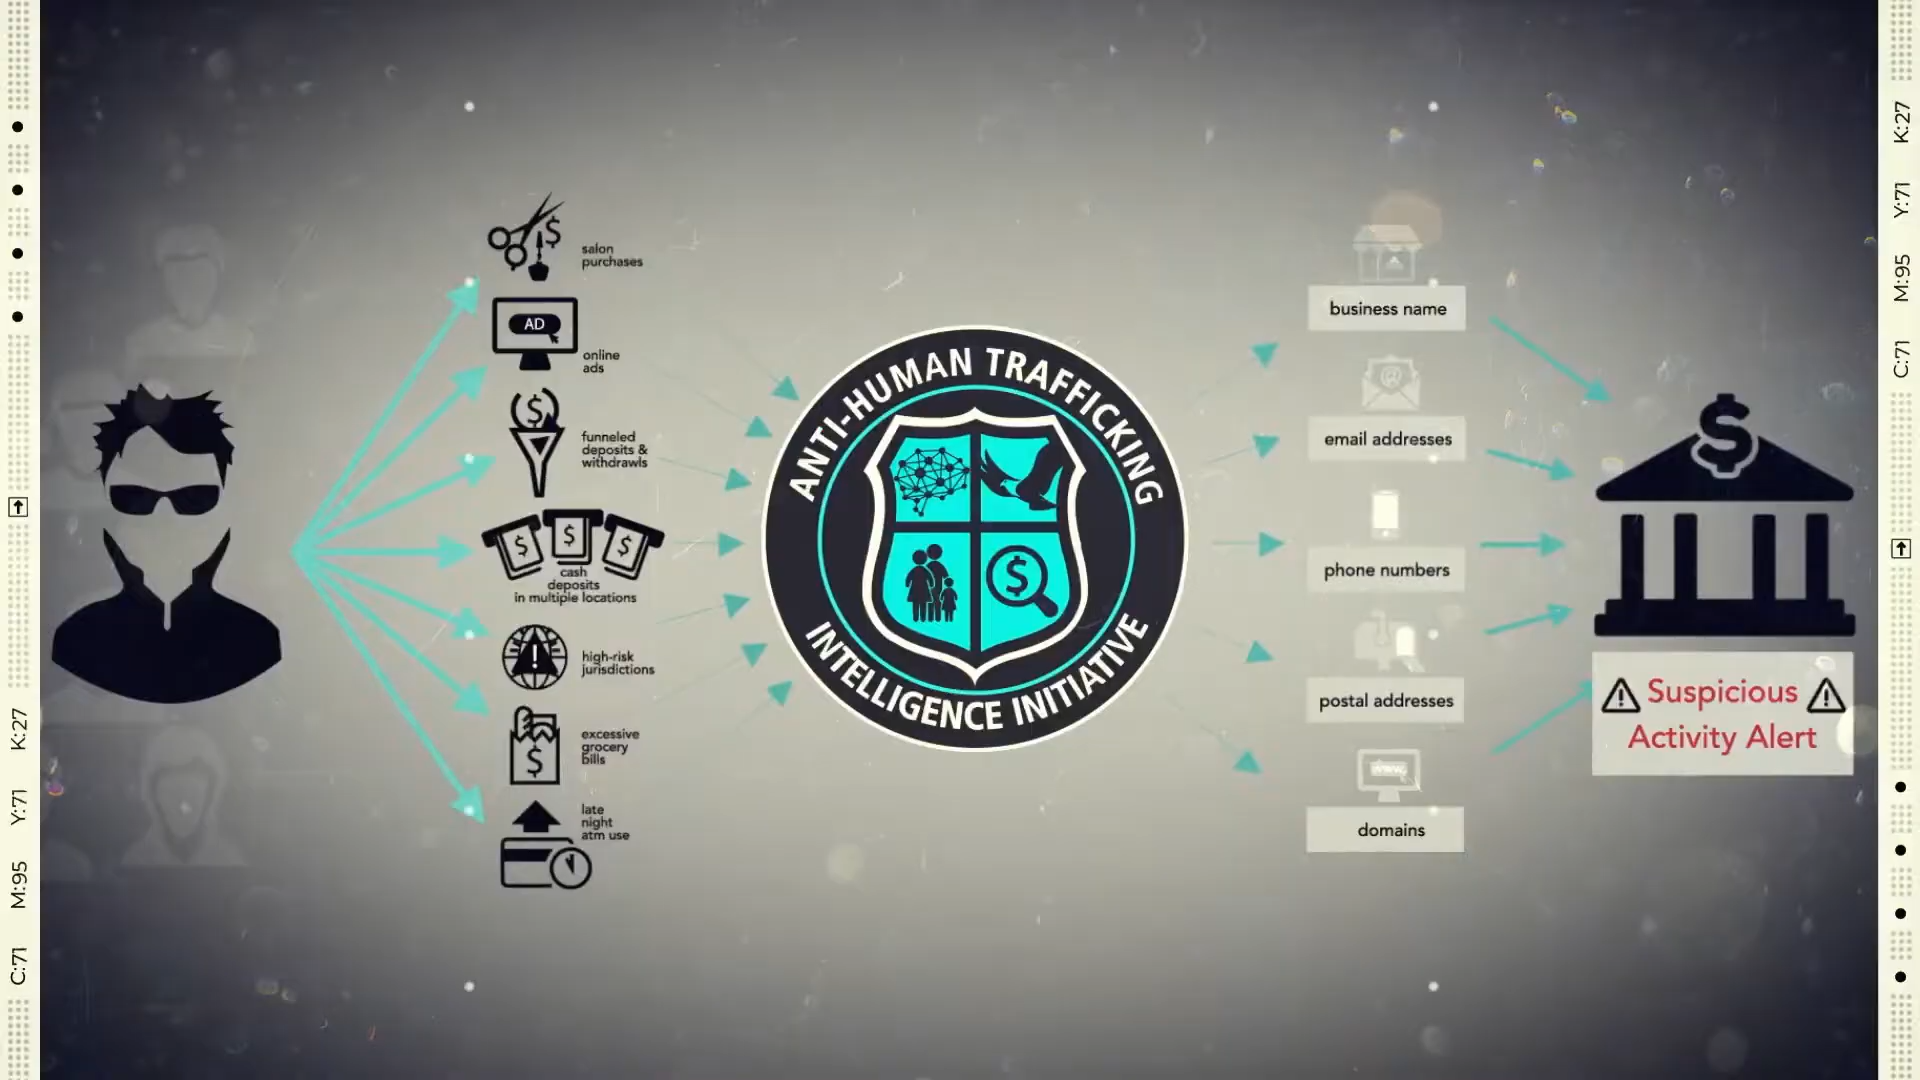 salon
purchases
AD
online
ads
$
funneled
deposits &
withdrawls
$ $ $
cash
deposits
in multiple locations
!
high-risk
jurisdictions
$
excessive
grocery
bills
late
night
atm use
ANTI-HUMAN TRAFFICKING
$
INTELLIGENCE INITIATIVE
business name
@
email addresses
phone numbers
postal addresses
www.
domains
$
Suspicious
Activity Alert
K:27
Y:71
M:95
C:71
K:27
Y:71
M:95
C:71